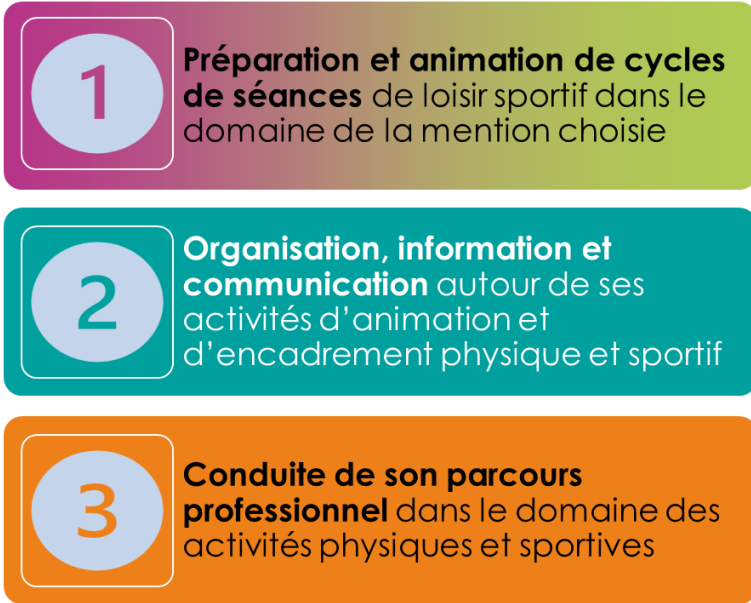 1
Préparation et animation de cycles
de séances de loisir sportif dans le
domaine de la mention choisie
2
Organisation, information et
communication autour de ses
activités d’animation et
d’encadrement physique et sportif
3
Conduite de son parcours
professionnel dans le domaine des
activités physiques et sportives